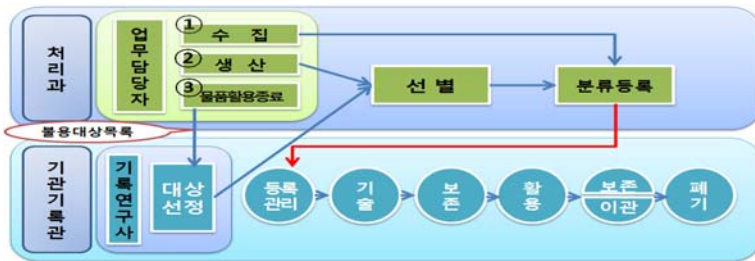 처리과
업무담당자
① 수 집
② 생 산
③ 물품활용종료
선 별
분류등록
불용대상목록
기관기록관
기록연구사
대상
선정
등록
관리
기술
보존
활용
보존
이관
폐기